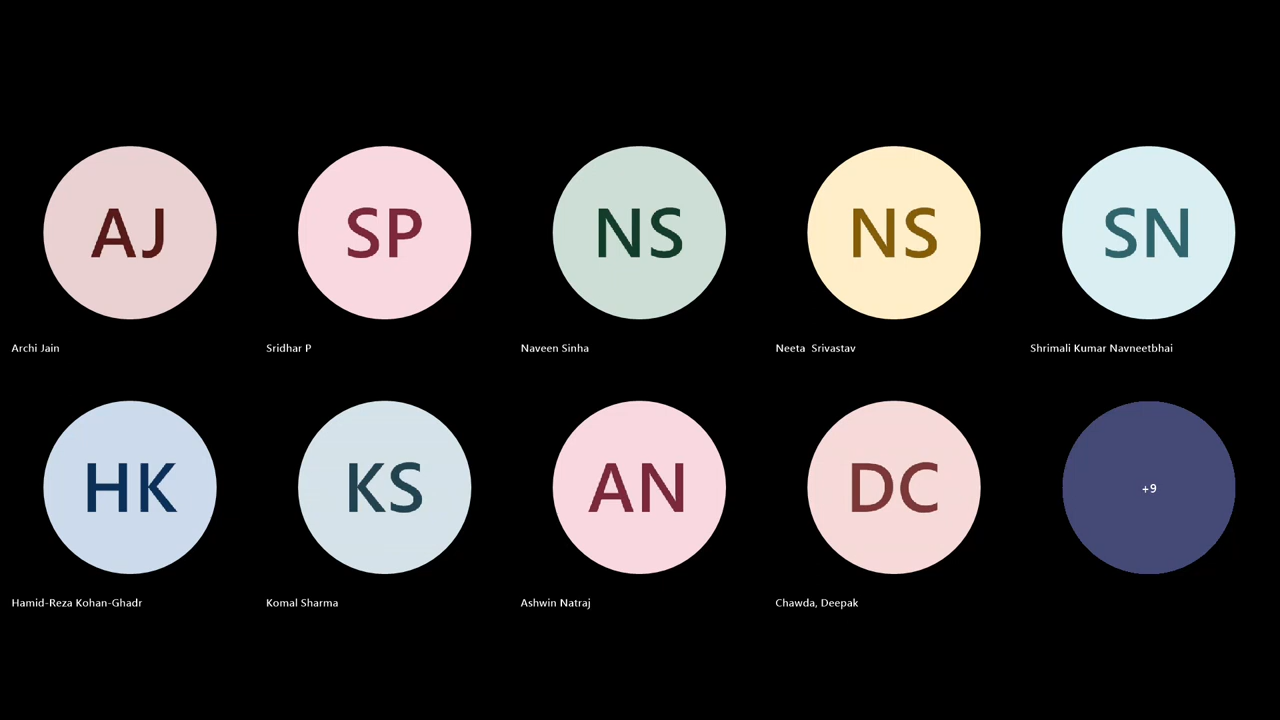 AJ
SP
NS
NS
SN
Archi Jain
Sridhar P
Naveen Sinha
Neeta  Srivastav
Shrimali Kumar Navneetbhai
HK
KS
AN
DC
+9
Hamid-Reza Kohan-Ghadr
Komal Sharma
Ashwin Natraj
Chawda, Deepak